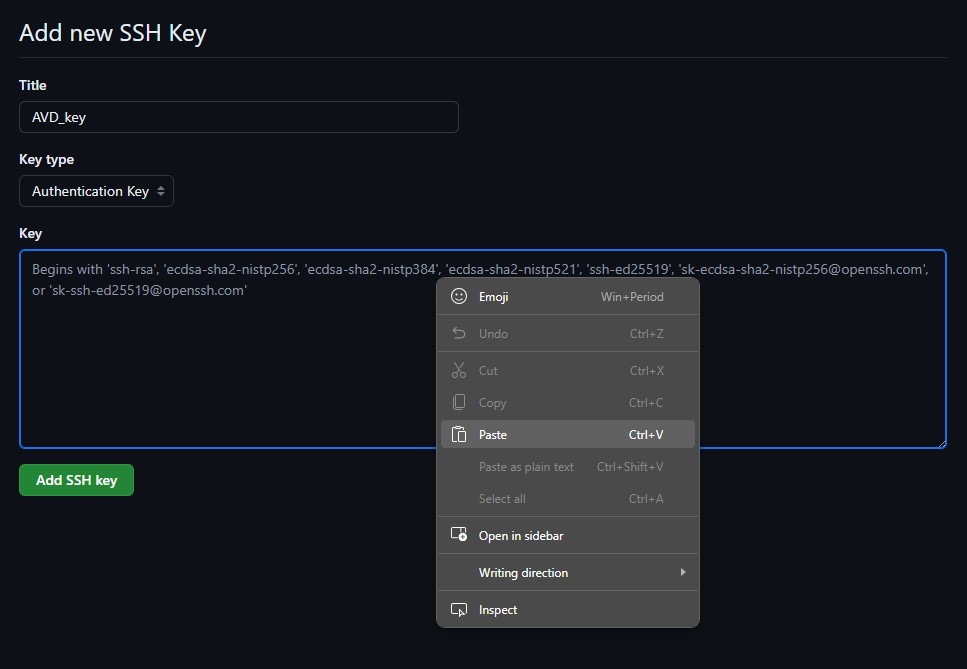 Add new SSH Key
Title
AVD_key
Key type
Authentication Key
Key
Begins with 'ssh-rsa', 'ecdsa-sha2-nistp256', 'ecdsa-sha2-nistp384', 'ecdsa-sha2-nistp521', 'ssh-ed25519', 'sk-ecdsa-sha2-nistp256@openssh.com',
or 'sk-ssh-ed25519@openssh.com'
Emoji Win+Period
Undo Ctrl+Z
Cut Ctrl+X
Copy Ctrl+C
Paste Ctrl+V
Paste as plain text Ctrl+Shift+V
Select all Ctrl+A
Open in sidebar
Writing direction
Inspect
Add SSH key